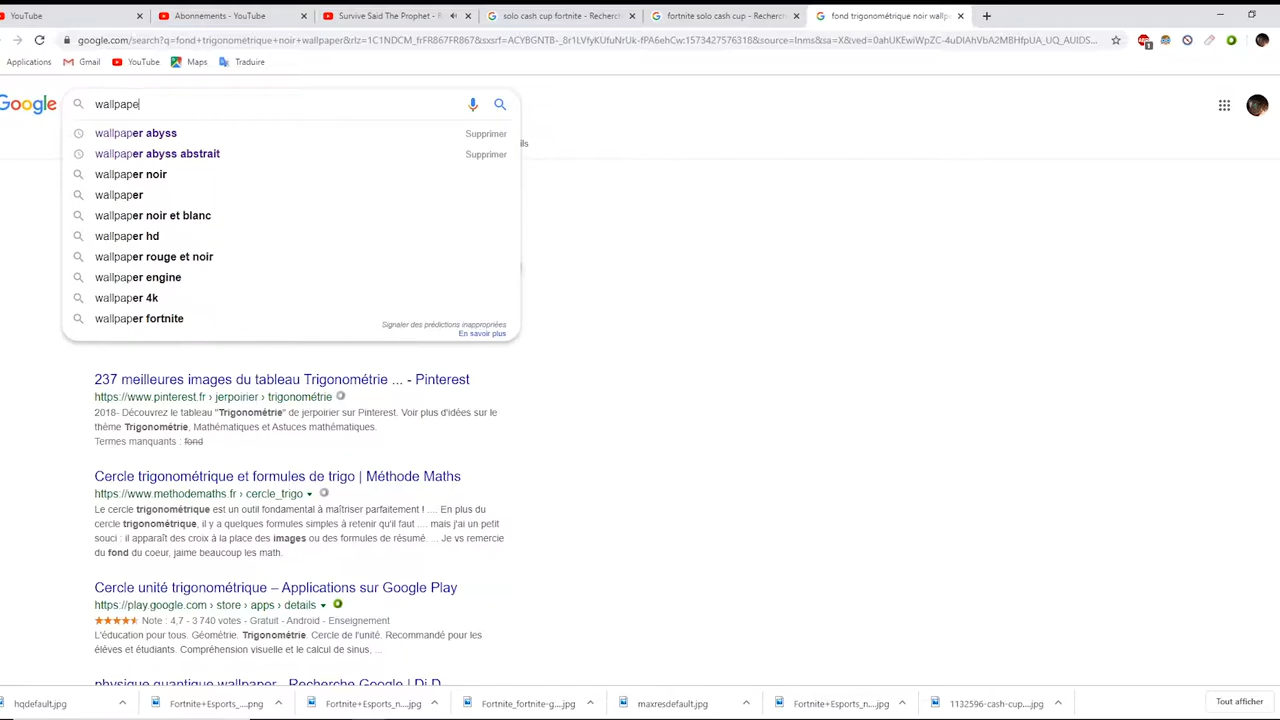 YouTube
Abonnements - YouTube
Survive Said The Prophet - R
solo cash cup fortnite - Recherch
fortnite solo cash cup - Recherch
fond trigonométrique noir wallp
google.com/search?q=fond+trigonométrique+noir+wallpaper&rlz=1C1NDCM_frFR867FR867&sxsrf=ACYBGNTB-_8r1LVfyKUfuNrUk-fPA6ehCw:1573427576318&source=lnms&sa=X&ved=0ahUKEwiWpZC-4uDlAhVbA2MBHfpUA_UQ_AUIDS...
1
Applications
Gmail
YouTube
Maps
Traduire
Google
wallpape
ils
wallpaper abyss
Supprimer
wallpaper abyss abstrait
Supprimer
wallpaper noir
wallpaper
wallpaper noir et blanc
wallpaper hd
wallpaper rouge et noir
wallpaper engine
wallpaper 4k
wallpaper fortnite
Signaler des prédictions inappropriées
En savoir plus
237 meilleures images du tableau Trigonométrie ... - Pinterest
https://www.pinterest.fr › jerpoirier › trigonométrie
2018- Découvrez le tableau "Trigonométrie" de jerpoirier sur Pinterest. Voir plus d'idées sur le
thème Trigonométrie, Mathématiques et Astuces mathématiques.
Termes manquants : fond
Cercle trigonométrique et formules de trigo | Méthode Maths
https://www.methodemaths.fr › cercle_trigo
Le cercle trigonométrique est un outil fondamental à maîtriser parfaitement ! .... En plus du
cercle trigonométrique, il y a quelques formules simples à retenir qu'il faut .... mais j'ai un petit
souci : il apparaît des croix à la place des images ou des formules de résumé. ... Je vs remercie
du fond du coeur, jaime beaucoup les math.
Cercle unité trigonométrique – Applications sur Google Play
https://play.google.com › store › apps › details
Note : 4,7 - 3 740 votes - Gratuit - Android - Enseignement
L'éducation pour tous. Géométrie. Trigonométrie. Cercle de l'unité. Recommandé pour les
élèves et étudiants. Compréhension visuelle et le calcul de sinus, ...
physique quantique wallpaper - Recherche Google | Di D
hqdefault.jpg
Fortnite+Esports_....png
Fortnite+Esports_n....jpg
Fortnite_fortnite-g....jpg
maxresdefault.jpg
Fortnite+Esports_n....jpg
1132596-cash-cup,....jpg
Tout afficher